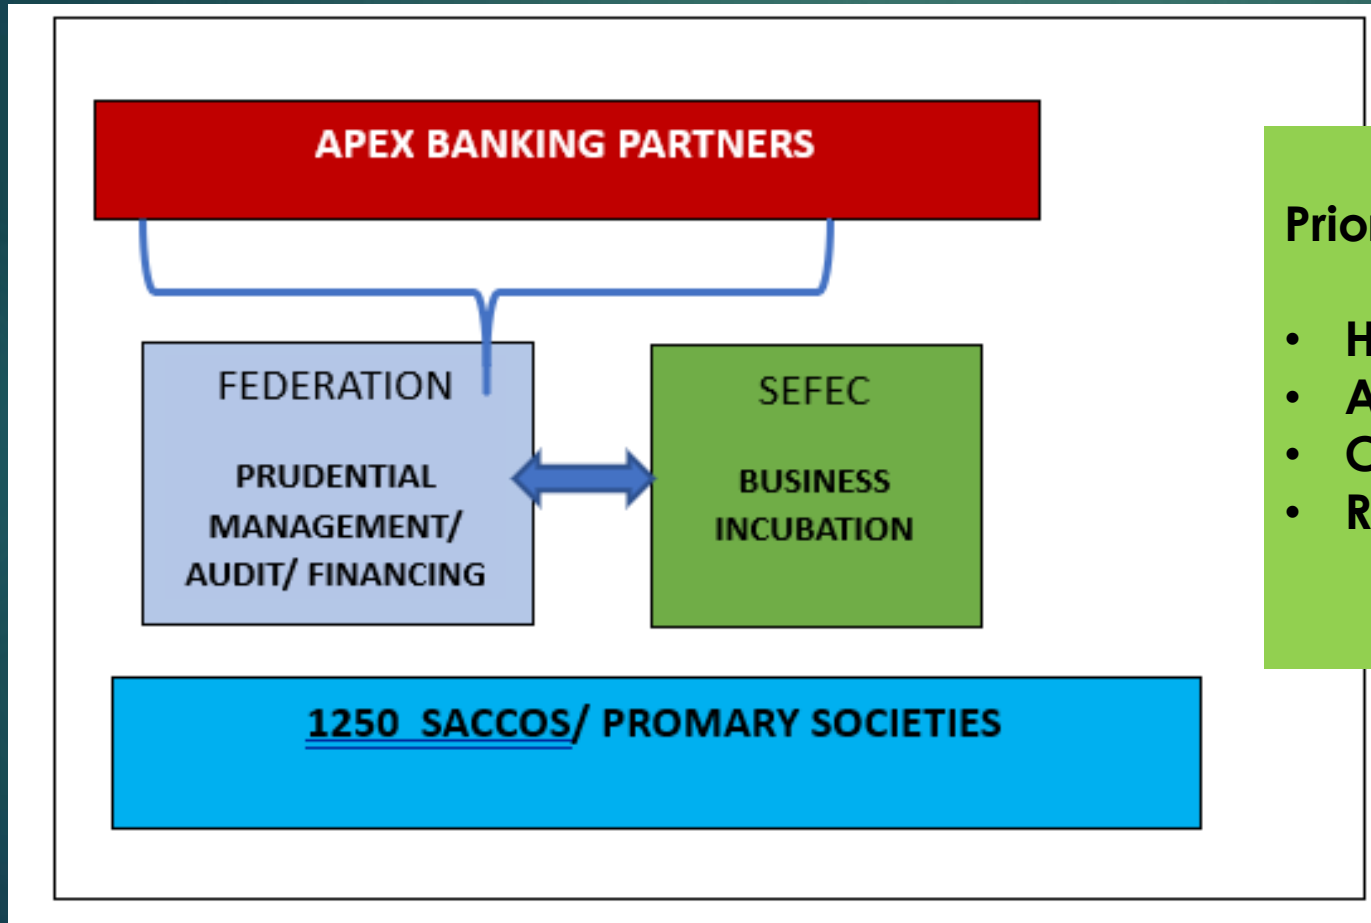 APEX BANKING PARTNERS
FEDERATION
PRUDENTIAL
MANAGEMENT/
AUDIT/ FINANCING
SEFEC
BUSINESS
INCUBATION
1250 SACCOS/ PROMARY SOCIETIES